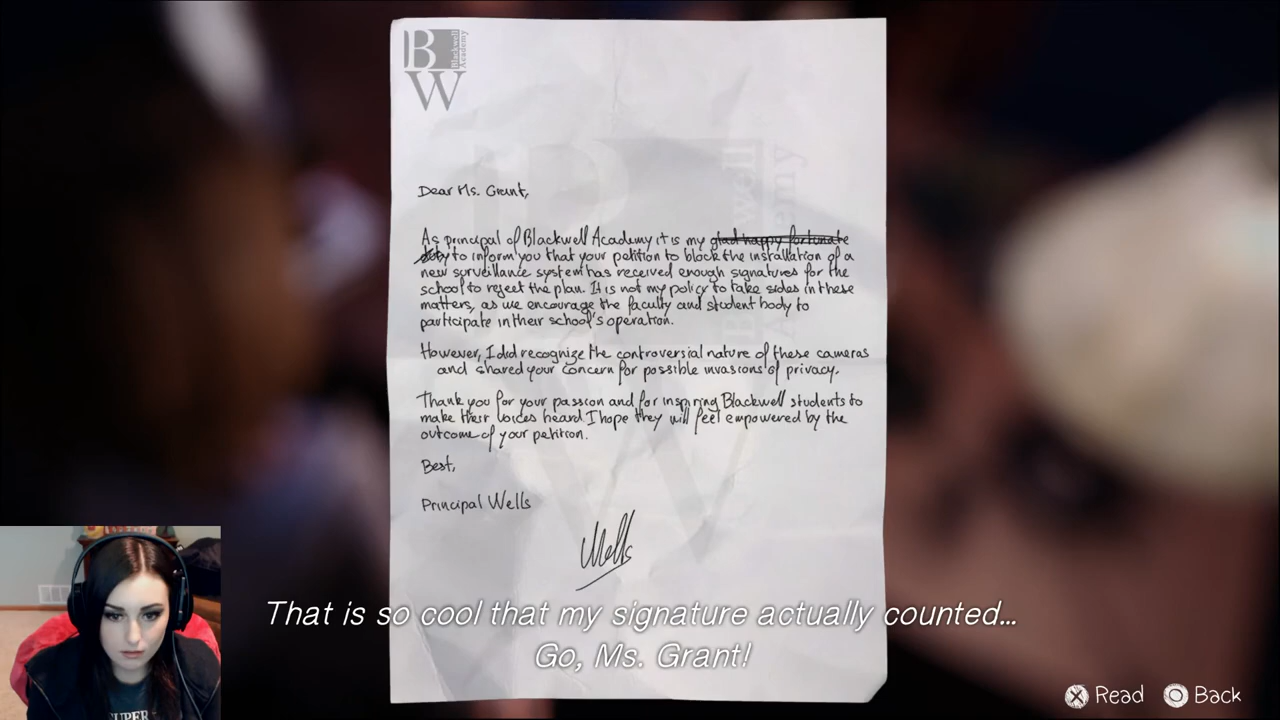 BW
Blackwell
Academy
Dear Ms. Grant,
As principal of Blackwell Academy it is my glad happy fortunate
duty to inform you that your petition to block the installation of a
new surveillance system has received enough signatures for the
school to reject the plan. It is not my policy to take sides in these
matters, as we encourage the faculty and student body to
participate in their school's operation.
However, I did recognize the controversial nature of these cameras
and shared your concern for possible invasions of privacy.
Thank you for your passion and for inspiring Blackwell students to
make their voices heard I hope they will feel empowered by the
outcome of your petition.
Best,
Principal Wells
Wells
That is so cool that my signature actually counted...
Go, Ms. Grant!
Read Back
SUPER